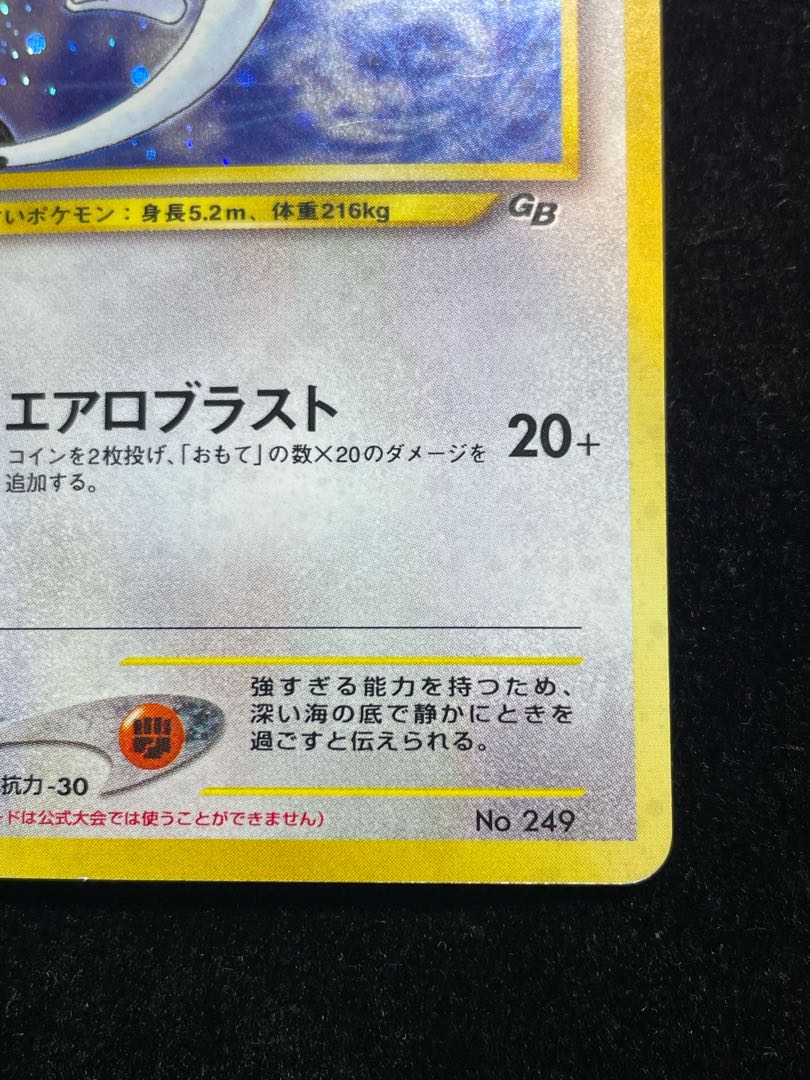 いポケモン：身長5.2m、体重216kg
GB
エアロブラスト
20+
コインを2枚投げ、「おもて」の数×20のダメージを
追加する。
強すぎる能力を持つため、
深い海の底で静かにときを
過ごすと伝えられる。
抗力-30
ードは公式大会では使うことができません）
No 249